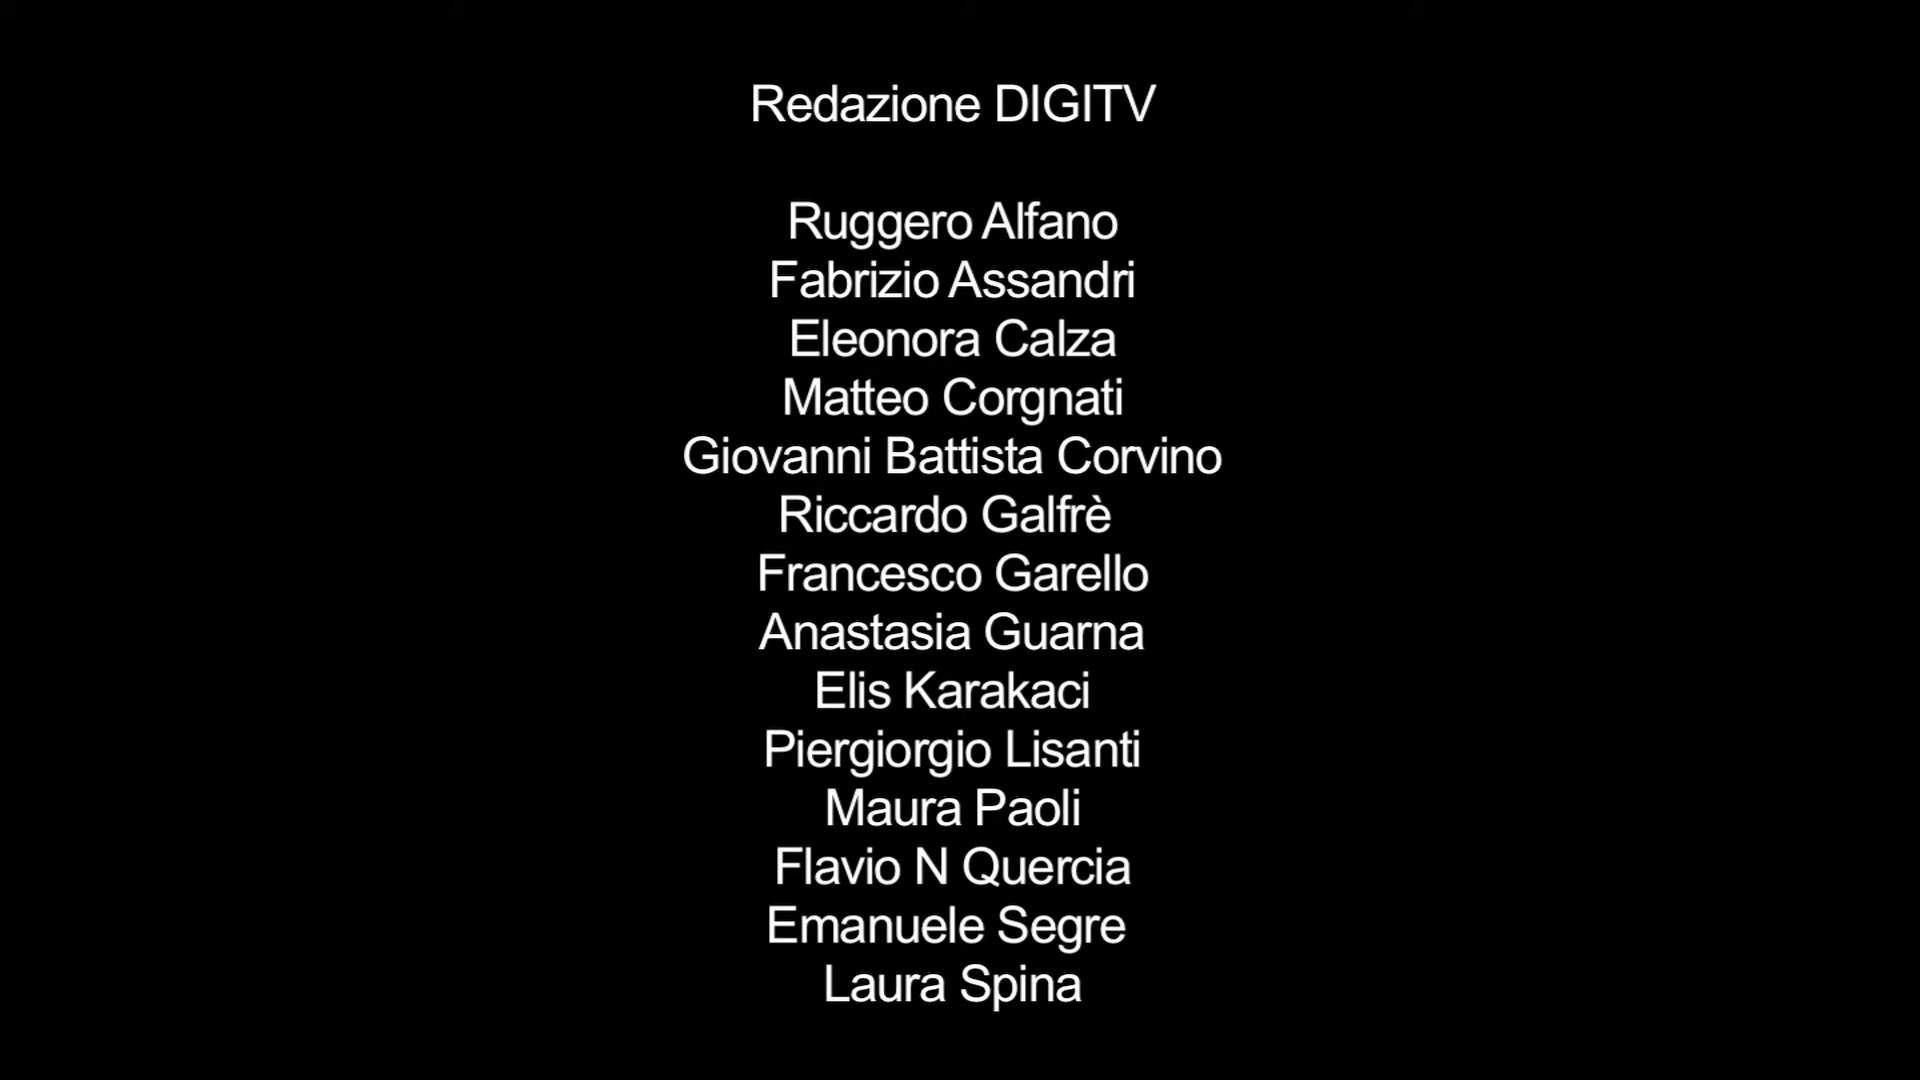 Redazione DIGITV
Ruggero Alfano
Fabrizio Assandri
Eleonora Calza
Matteo Corgnati
Giovanni Battista Corvino
Riccardo Galfrè
Francesco Garello
Anastasia Guarna
Elis Karakaci
Piergiorgio Lisanti
Maura Paoli
Flavio N Quercia
Emanuele Segre
Laura Spina